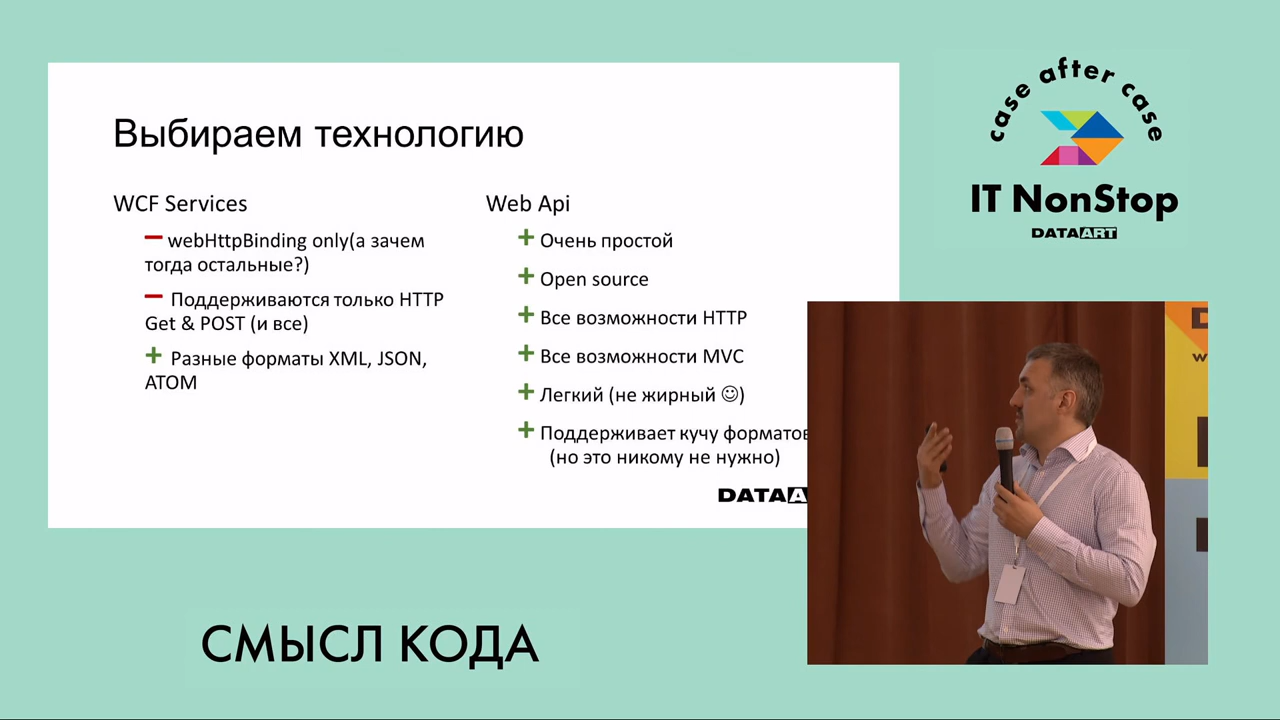 Выбираем технологию
WCF Services
− webHttpBinding only(а зачем
тогда остальные?)
− Поддерживаются только HTTP
Get & POST (и все)
+ Разные форматы XML, JSON,
ATOM
Web Api
+ Очень простой
+ Open source
+ Все возможности HTTP
+ Все возможности MVC
+ Легкий (не жирный ☺)
+ Поддерживает кучу форматов
(но это никому не нужно)
DATAA
case after case
IT NonStop
DATAART
СМЫСЛ КОДА